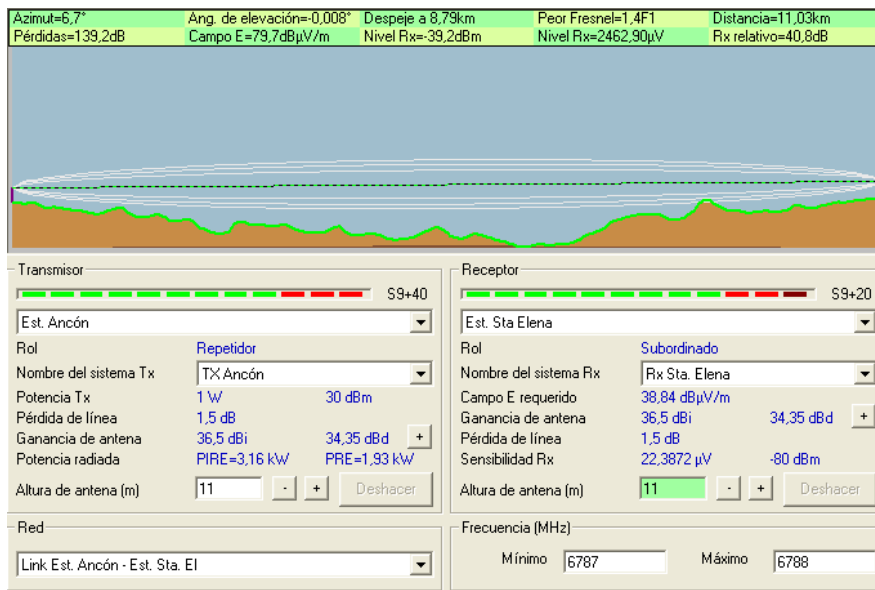 Azimut=6,7° Ang. de elevación=-0,008° Despeje a 8,79km Peor Fresnel=1,4F1 Distancia=11,03km
Pérdidas=139,2dB Campo E=79,7dBµV/m Nivel Rx=-39,2dBm Nivel Rx=2462,90µV Rx relativo=40,8dB
Transmisor
S9+40
Est. Ancón
Rol Repetidor
Nombre del sistema Tx TX Ancón
Potencia Tx 1 W 30 dBm
Pérdida de línea 1,5 dB
Ganancia de antena 36,5 dBi 34,35 dBd +
Potencia radiada PIRE=3,16 kW PRE=1,93 kW
Altura de antena (m) 11 - + Deshacer
Red
Link Est. Ancón - Est. Sta. El
Receptor
S9+20
Est. Sta Elena
Rol Subordinado
Nombre del sistema Rx Rx Sta. Elena
Campo E requerido 38,84 dBµV/m
Ganancia de antena 36,5 dBi 34,35 dBd +
Pérdida de línea 1,5 dB
Sensibilidad Rx 22,3872 µV -80 dBm
Altura de antena (m) 11 - + Deshacer
Frecuencia (MHz)
Mínimo 6787 Máximo 6788